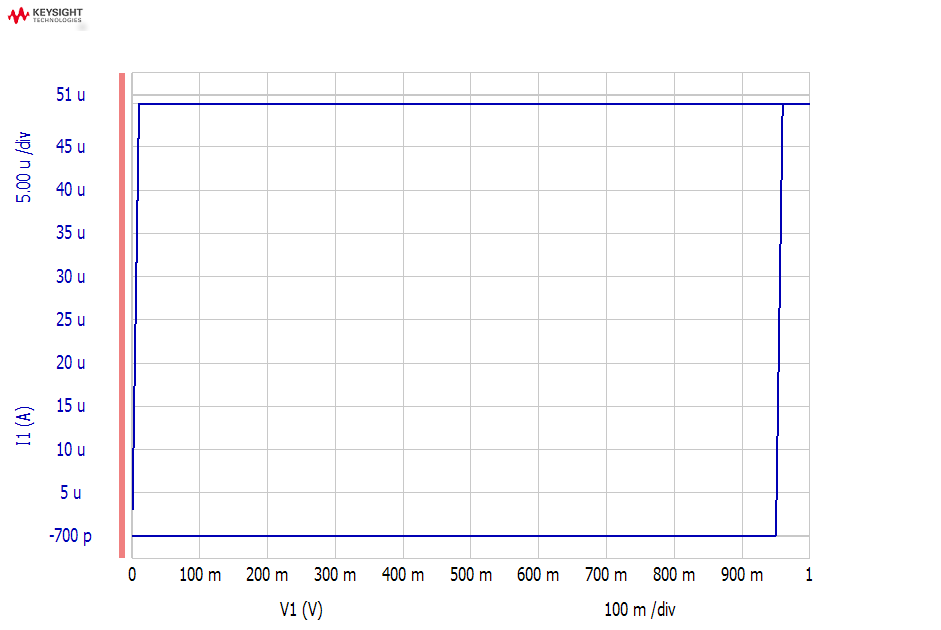 KEYSIGHT
TECHNOLOGIES
51 u
45 u
40 u
35 u
30 u
25 u
20 u
15 u
10 u
5 u
-700 p
5.00 u /div
I1 (A)
0 100 m 200 m 300 m 400 m 500 m 600 m 700 m 800 m 900 m 1
V1 (V) 100 m /div